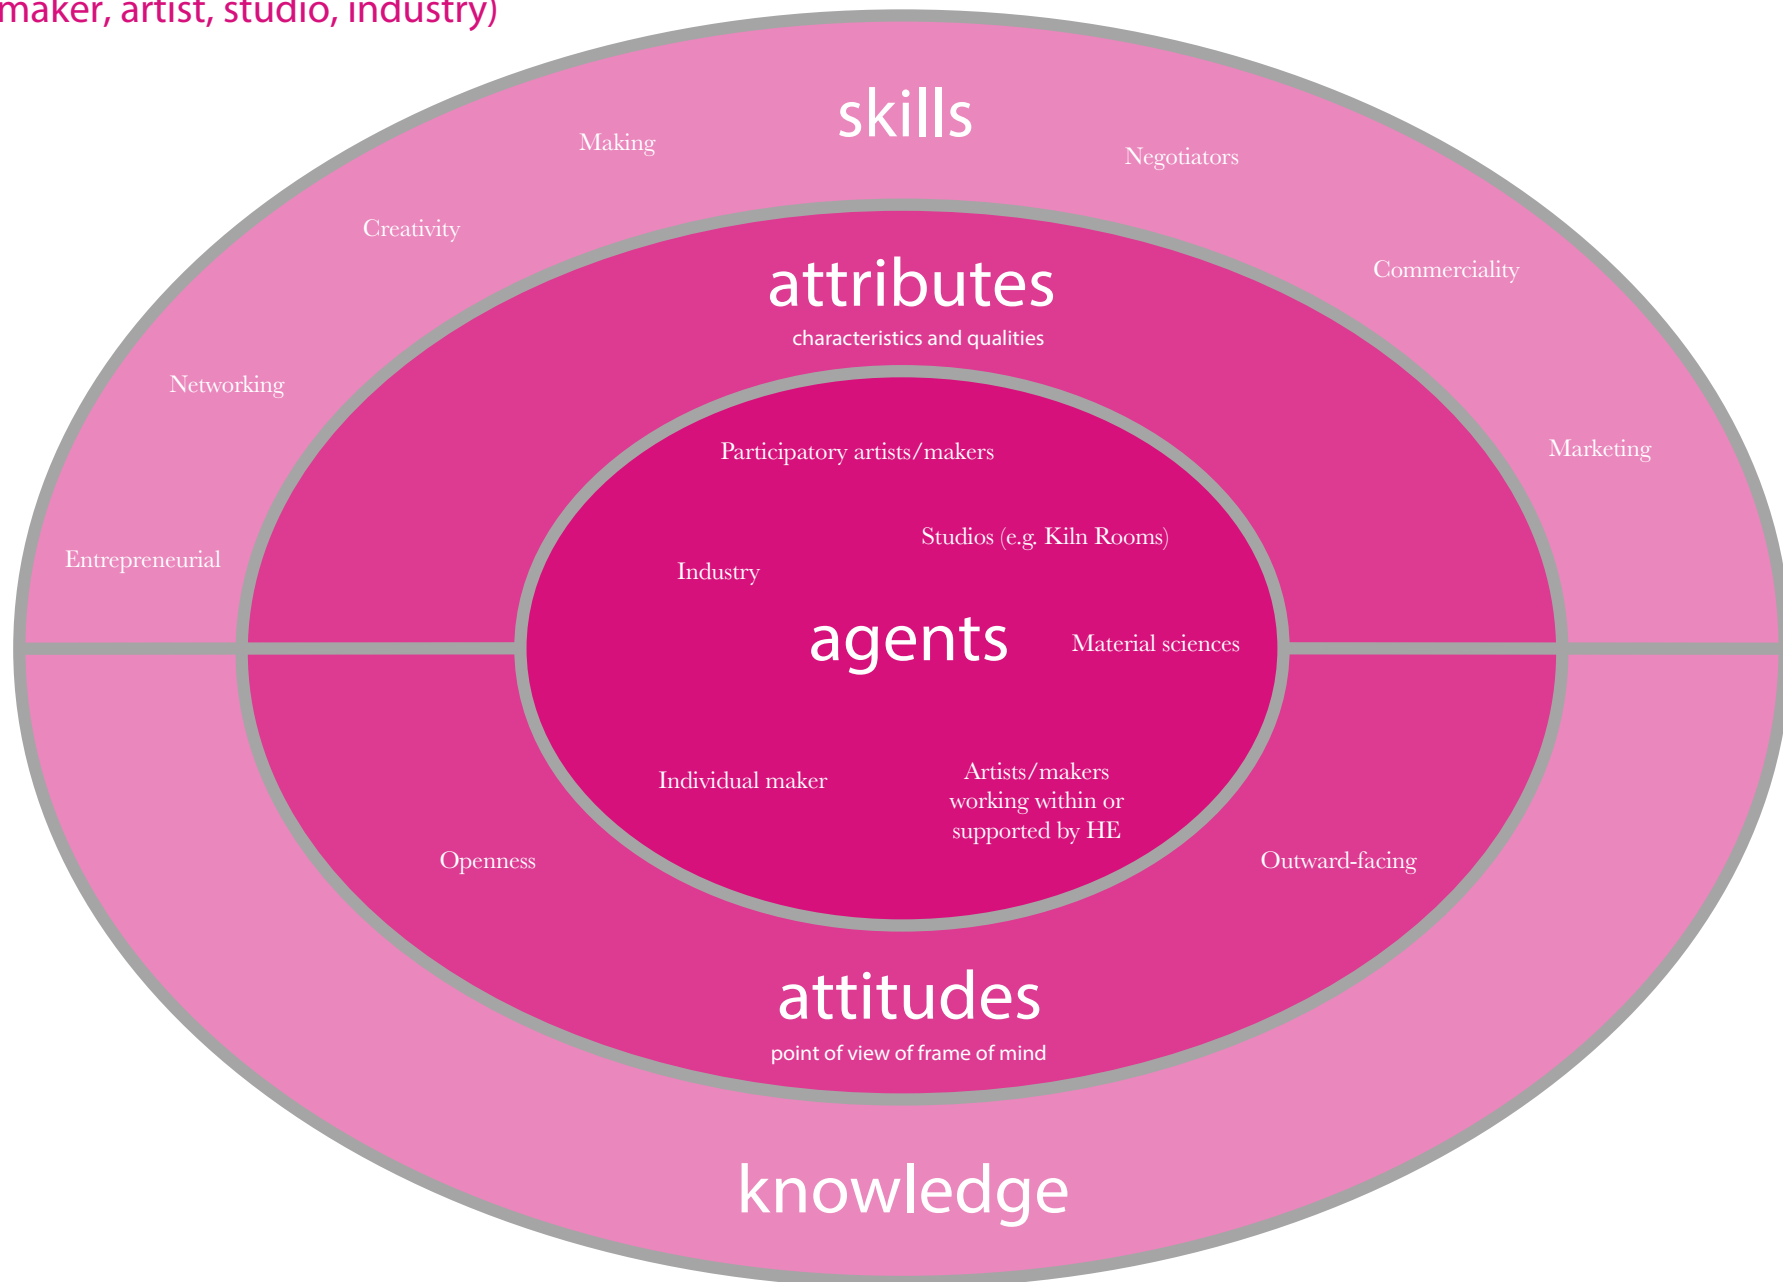 maker, artist, studio, industry)
skills
Making
Negotiators
Creativity
Commerciality
attributes
characteristics and qualities
Networking
Marketing
Participatory artists/makers
Studios (e.g. Kiln Rooms)
Entrepreneurial
Industry
agents
Material sciences
Individual maker
Artists/makers
working within or
supported by HE
Openness
Outward-facing
attitudes
point of view of frame of mind
knowledge